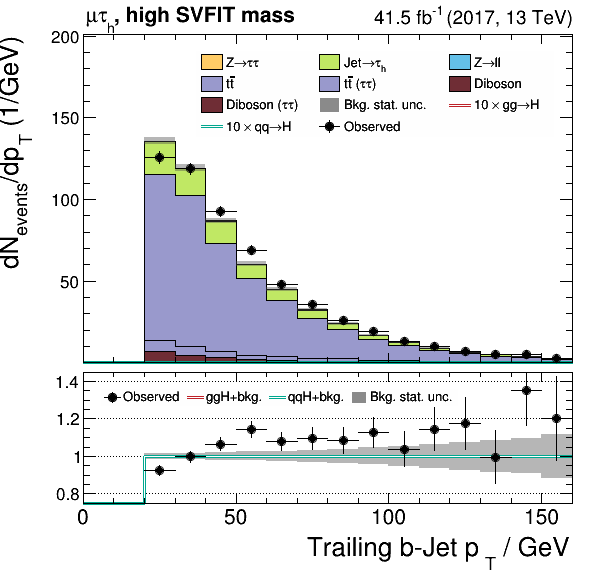 μτh, high SVFIT mass 41.5 fb⁻¹ (2017, 13 TeV)
200
Z→ττ Jet→τh Z→ll
tt̄ tt̄ (ττ) Diboson
Diboson (ττ) Bkg. stat. unc. 10 × gg→H
10 × qq→H Observed
150
100
50
dNevents/dpT (1/GeV)
1.4
Observed ggH+bkg. qqH+bkg. Bkg. stat. unc.
1.2
1
0.8
0 50 100 150
Trailing b-Jet pT / GeV